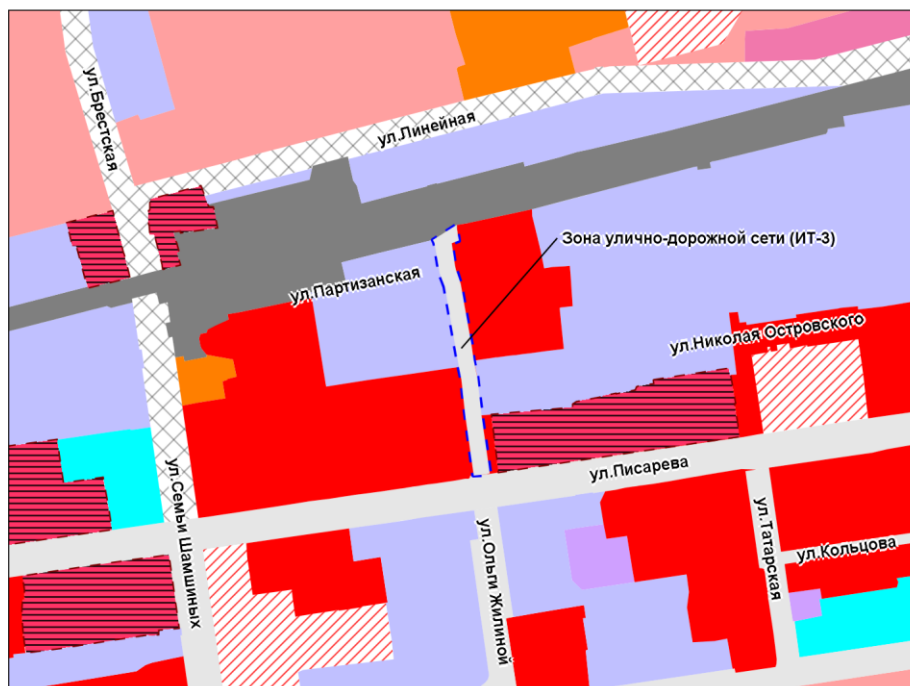 ул.Брестская
ул.Линейная
Зона улично-дорожной сети (ИТ-3)
ул.Партизанская
ул.Николая Островского
ул.Писарева
ул.Семьи Шамшиных
ул.Ольги Жилиной
ул.Татарская
ул.Кольцова